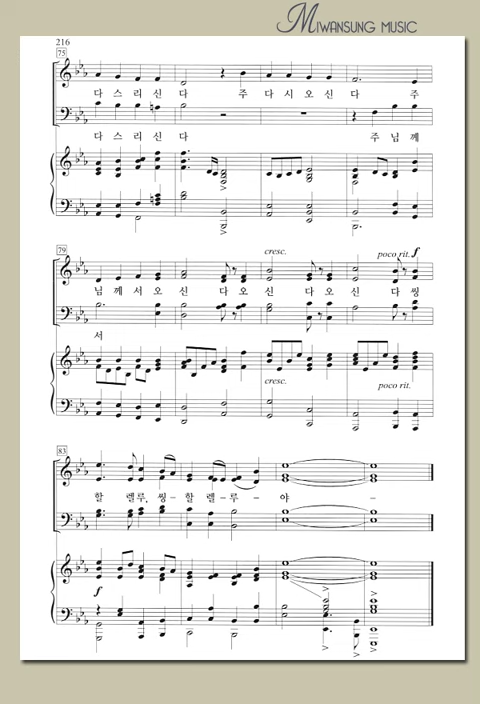 MIWANSUNG MUSIC
216
75
다 스 리 신 다 주 다 시 오 신 다 주
다 스 리 신 다 주 님 께
79
cresc. poco rit. f
님 께 서 오 신 다 오 신 다 오 신 다 씽
서
cresc. poco rit.
83
할 렐루, 씽 - 할 렐 - 루 - 야 -
f